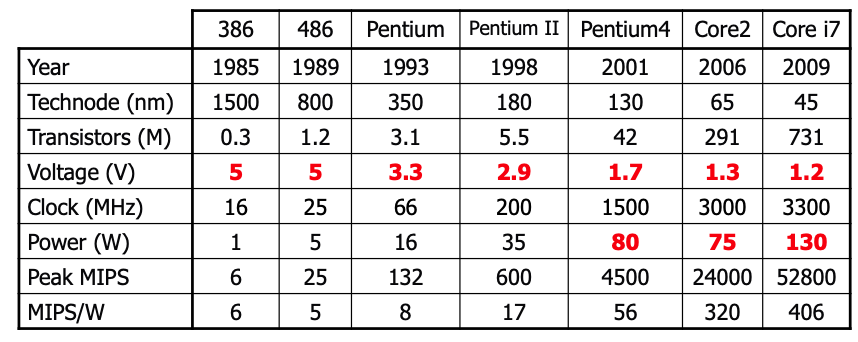 386 486 Pentium Pentium II Pentium4 Core2 Core i7
Year 1985 1989 1993 1998 2001 2006 2009
Technode (nm) 1500 800 350 180 130 65 45
Transistors (M) 0.3 1.2 3.1 5.5 42 291 731
Voltage (V) 5 5 3.3 2.9 1.7 1.3 1.2
Clock (MHz) 16 25 66 200 1500 3000 3300
Power (W) 1 5 16 35 80 75 130
Peak MIPS 6 25 132 600 4500 24000 52800
MIPS/W 6 5 8 17 56 320 406